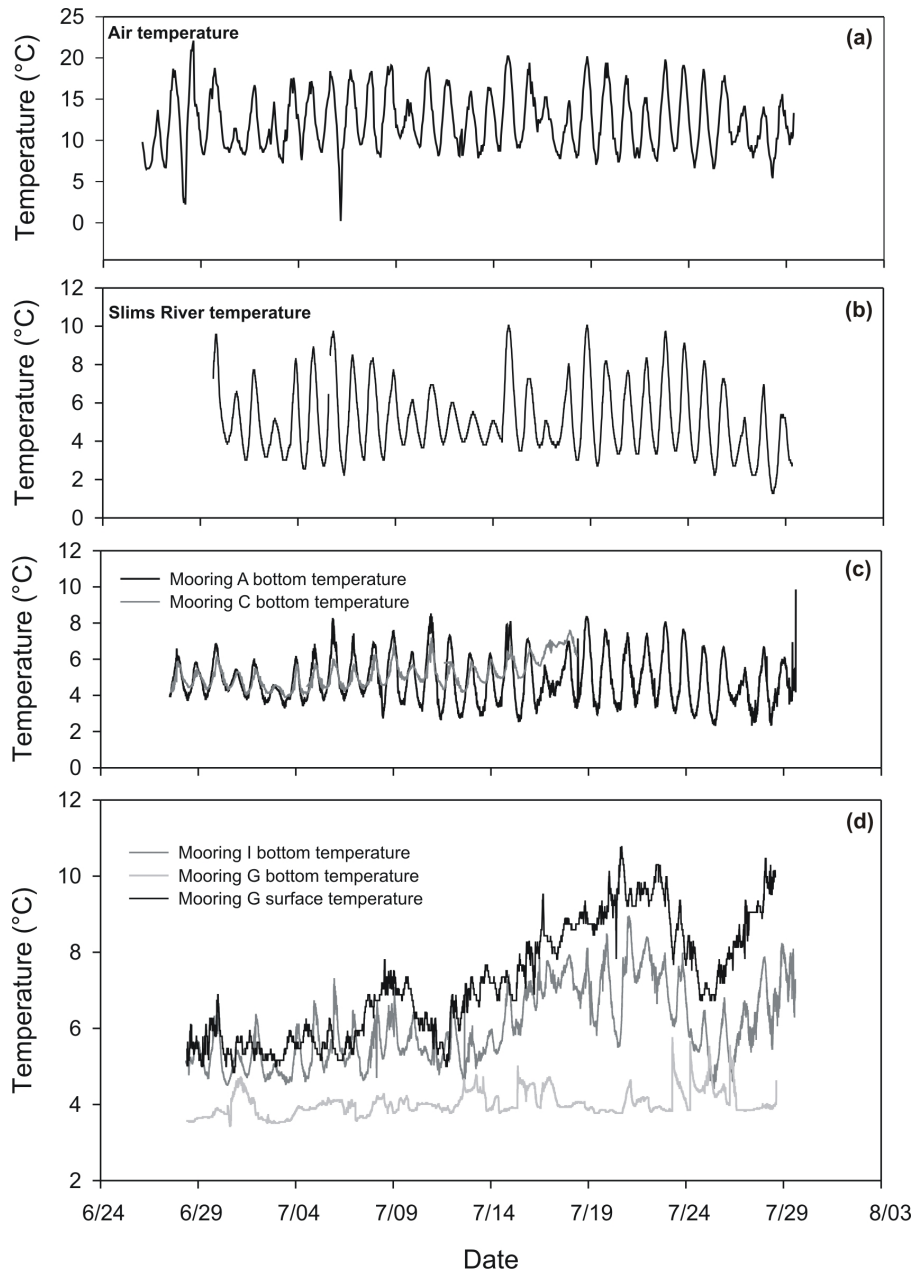 25
Air temperature
(a)
20
15
10
5
0
Temperature (°C)
12
Slims River temperature
(b)
10
8
6
4
2
0
Temperature (°C)
12
Mooring A bottom temperature
(c)
10
Mooring C bottom temperature
8
6
4
2
0
Temperature (°C)
12
(d)
Mooring I bottom temperature
10
Mooring G bottom temperature
Mooring G surface temperature
8
6
4
2
Temperature (°C)
6/24 6/29 7/04 7/09 7/14 7/19 7/24 7/29 8/03
Date